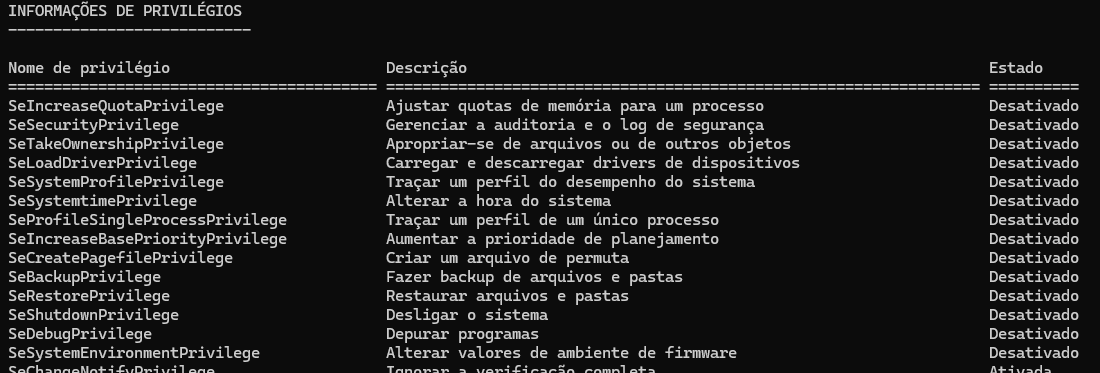 INFORMAÇÕES DE PRIVILÉGIOS
---------------------------
Nome de privilégio Descrição Estado
========================================= ================================================================== ==========
SeIncreaseQuotaPrivilege Ajustar quotas de memória para um processo Desativado
SeSecurityPrivilege Gerenciar a auditoria e o log de segurança Desativado
SeTakeOwnershipPrivilege Apropriar-se de arquivos ou de outros objetos Desativado
SeLoadDriverPrivilege Carregar e descarregar drivers de dispositivos Desativado
SeSystemProfilePrivilege Traçar um perfil do desempenho do sistema Desativado
SeSystemtimePrivilege Alterar a hora do sistema Desativado
SeProfileSingleProcessPrivilege Traçar um perfil de um único processo Desativado
SeIncreaseBasePriorityPrivilege Aumentar a prioridade de planejamento Desativado
SeCreatePagefilePrivilege Criar um arquivo de permuta Desativado
SeBackupPrivilege Fazer backup de arquivos e pastas Desativado
SeRestorePrivilege Restaurar arquivos e pastas Desativado
SeShutdownPrivilege Desligar o sistema Desativado
SeDebugPrivilege Depurar programas Desativado
SeSystemEnvironmentPrivilege Alterar valores de ambiente de firmware Desativado
SeChangeNotifyPrivilege Ignorar a verificação completa Ativada